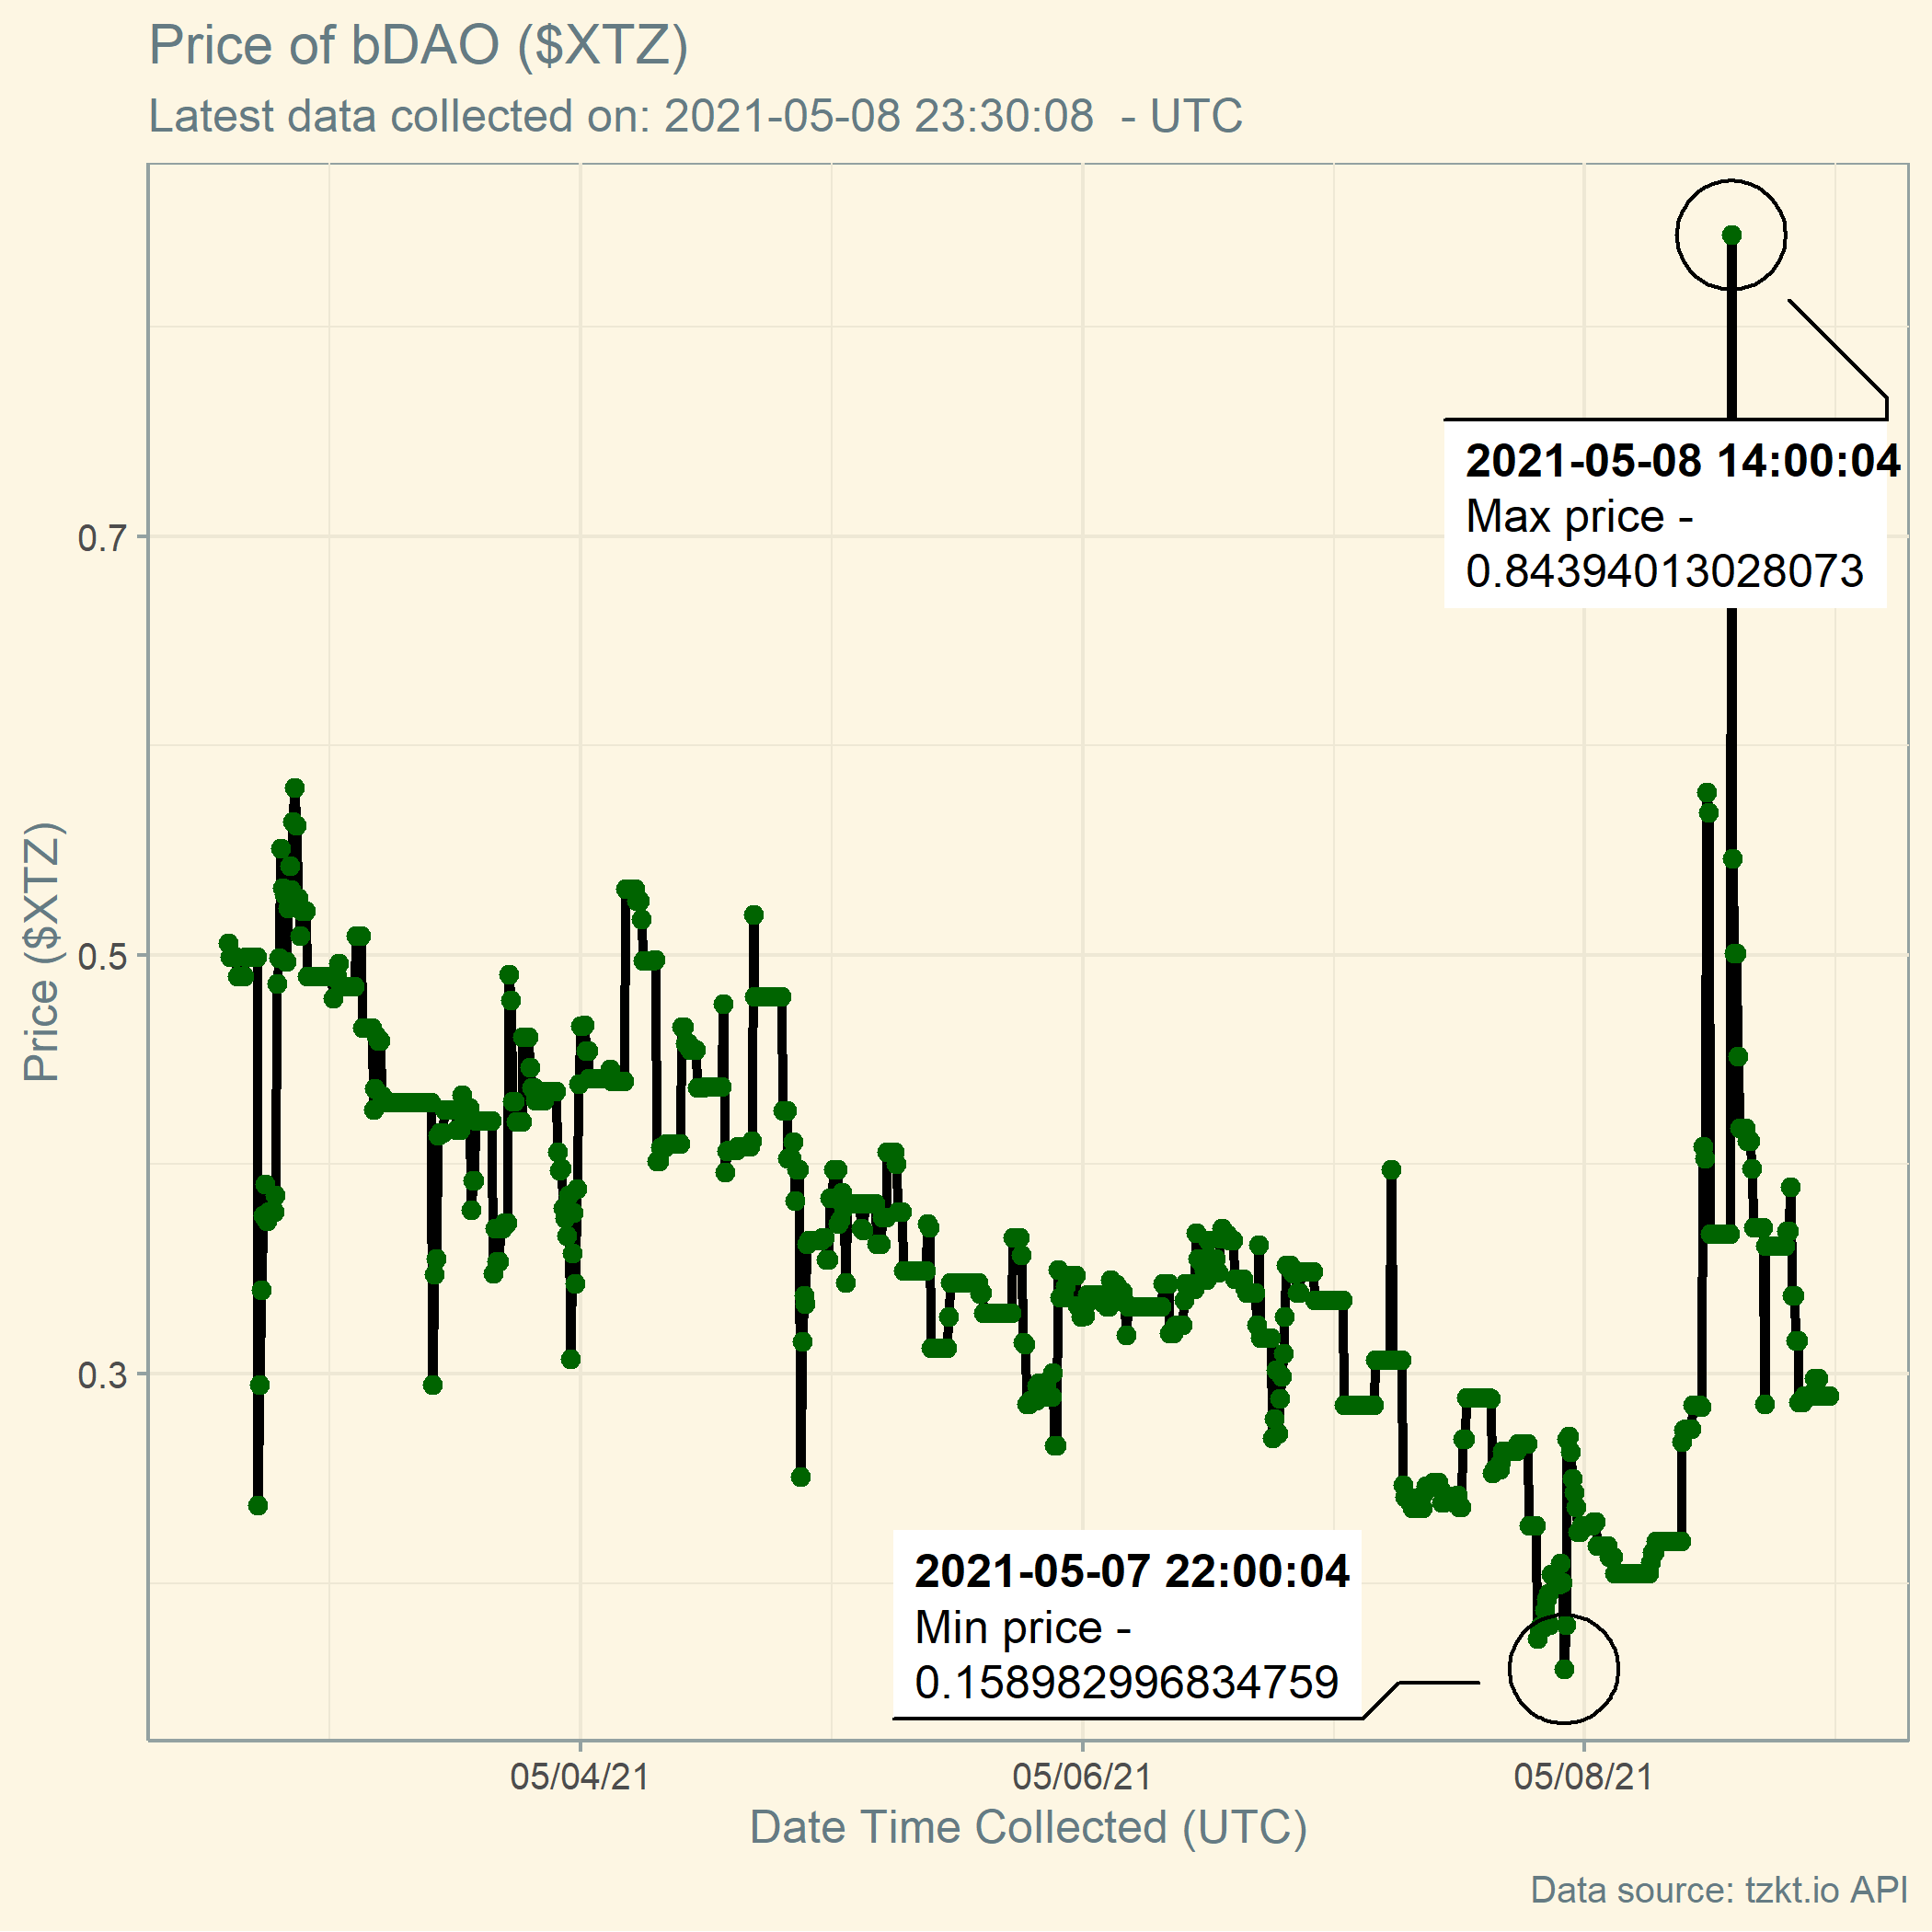 Price of bDAO ($XTZ)
Latest data collected on: 2021-05-08 23:30:08  - UTC
2021-05-08 14:00:04
Max price -
0.84394013028073
0.7
0.5
0.3
Price ($XTZ)
2021-05-07 22:00:04
Min price -
0.158982996834759
05/04/21
05/06/21
05/08/21
Date Time Collected (UTC)
Data source: tzkt.io API